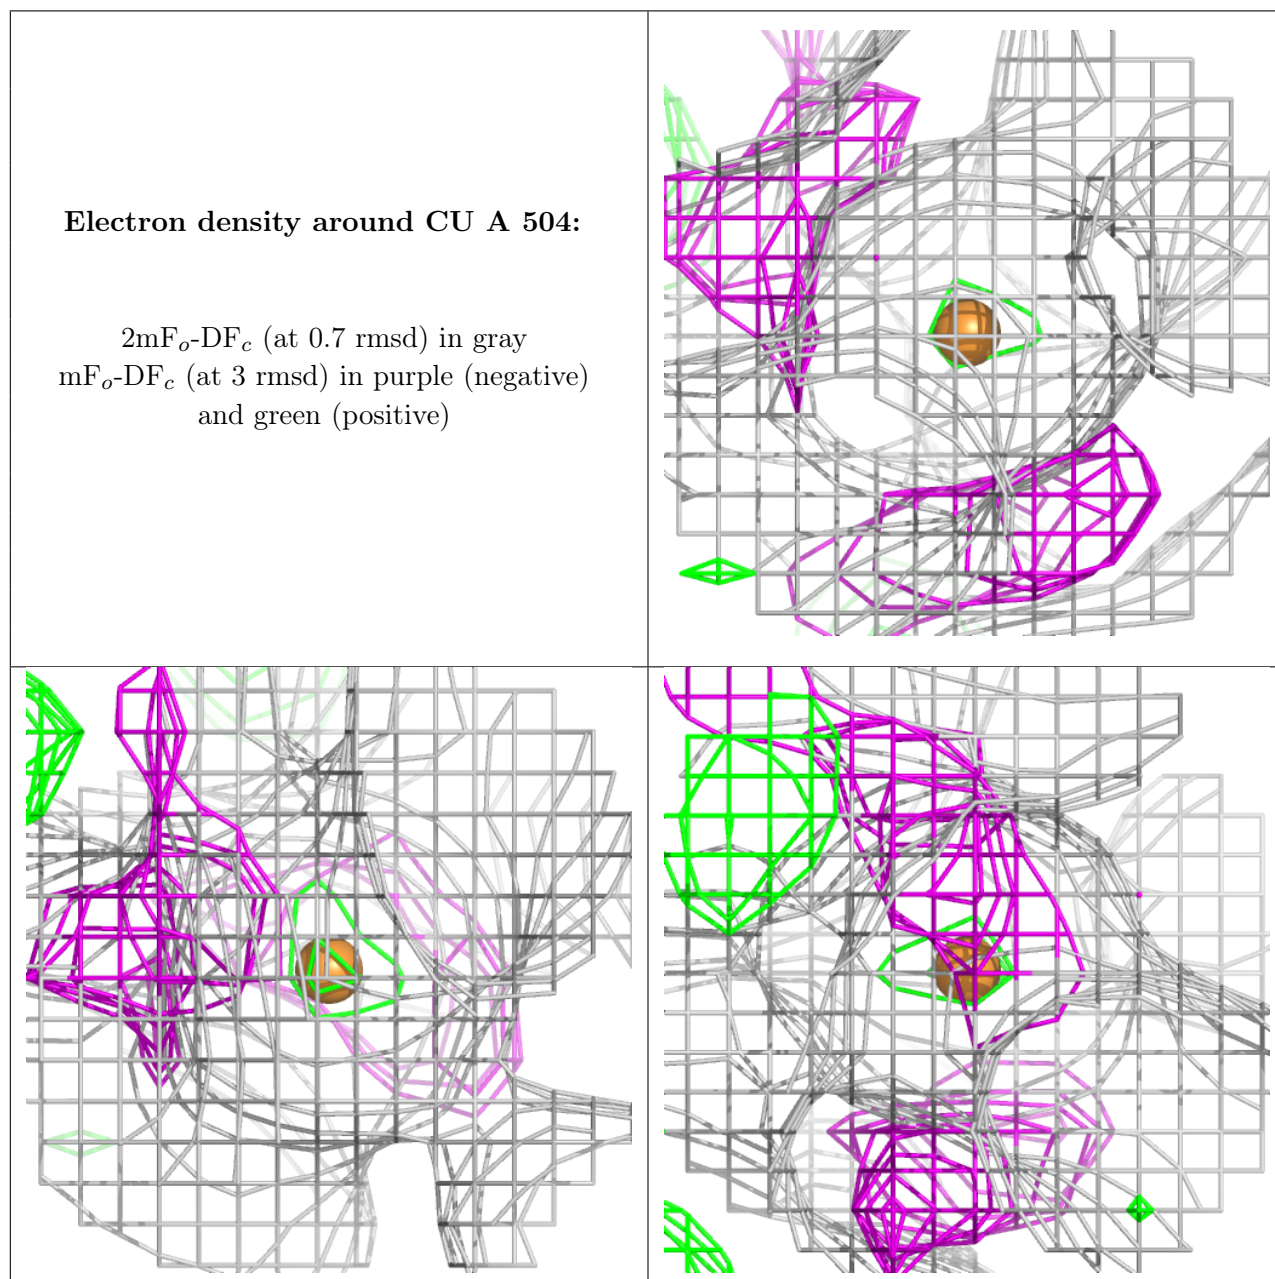 Electron density around CU A 504:
2mFo-DFc (at 0.7 rmsd) in gray
mFo-DFc (at 3 rmsd) in purple (negative)
and green (positive)